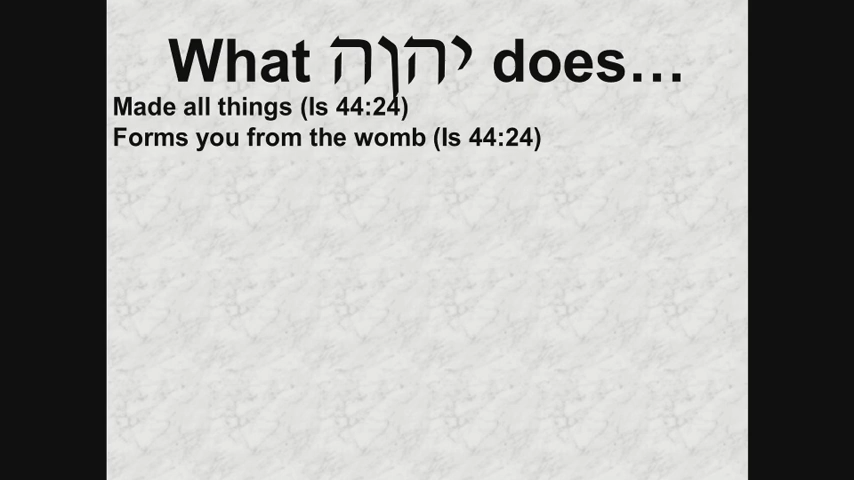 What יהוה does…
Made all things (Is 44:24)
Forms you from the womb (Is 44:24)